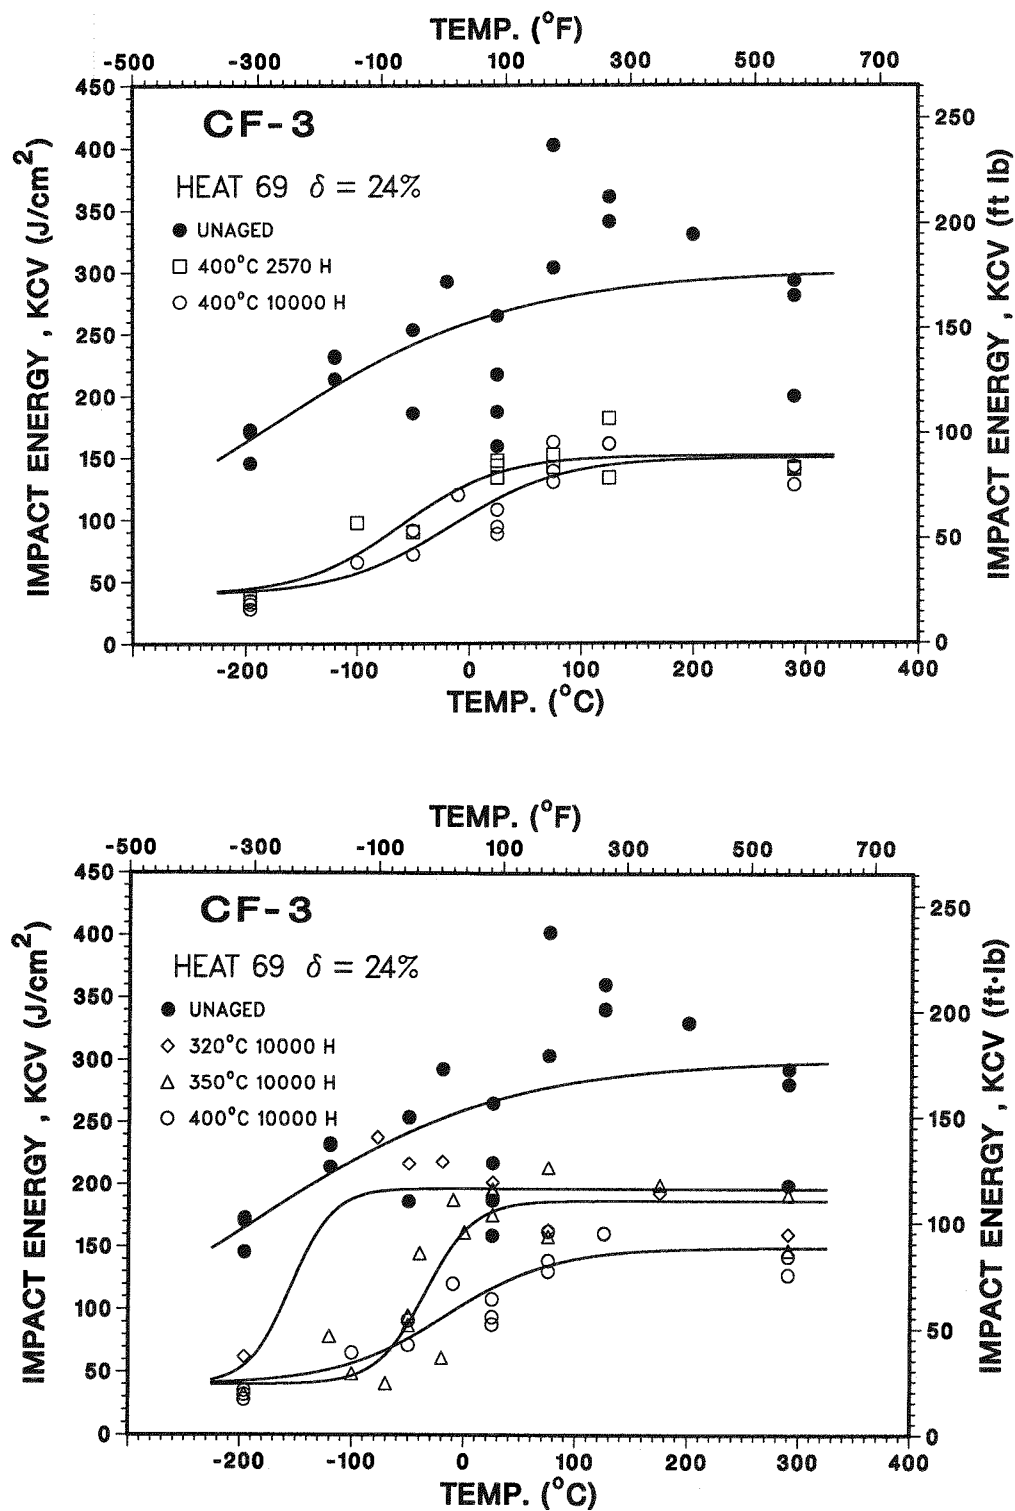 TEMP. (°F)
-500 -300 -100 100 300 500 700
450
400
350
300
250
200
150
100
50
0
IMPACT ENERGY , KCV (J/cm²)
CF-3
HEAT 69 δ = 24%
UNAGED
400°C 2570 H
400°C 10000 H
250
200
150
100
50
0
IMPACT ENERGY , KCV (ft lb)
-200 -100 0 100 200 300 400
TEMP. (°C)
TEMP. (°F)
-500 -300 -100 100 300 500 700
450
400
350
300
250
200
150
100
50
0
IMPACT ENERGY , KCV (J/cm²)
CF-3
HEAT 69 δ = 24%
UNAGED
320°C 10000 H
350°C 10000 H
400°C 10000 H
250
200
150
100
50
0
IMPACT ENERGY , KCV (ft·lb)
-200 -100 0 100 200 300 400
TEMP. (°C)